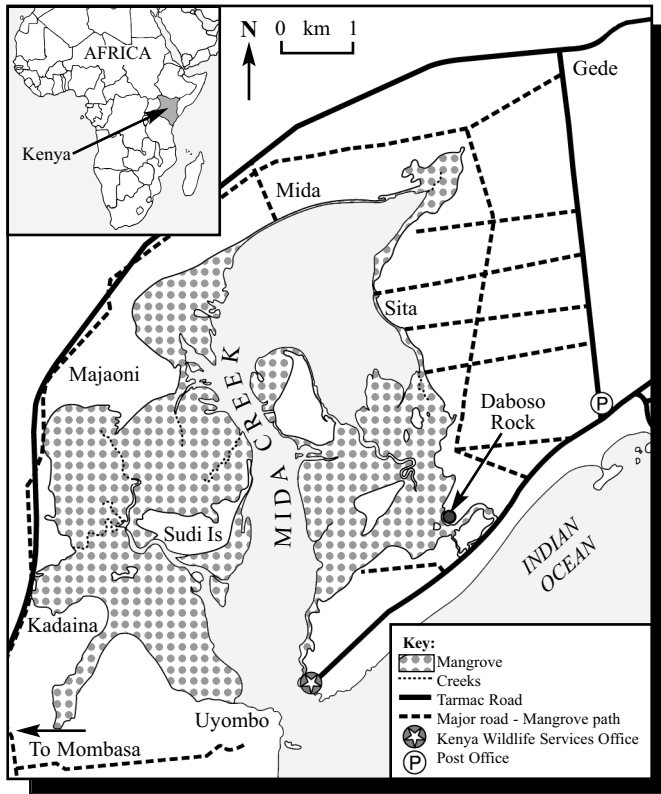 AFRICA
Kenya
N
0 km 1
Gede
Mida
Sita
Majaoni
MIDA CREEK
Daboso
Rock
P
Sudi Is
INDIAN
OCEAN
Kadaina
Uyombo
To Mombasa
Key:
Mangrove
Creeks
Tarmac Road
Major road - Mangrove path
Kenya Wildlife Services Office
P Post Office